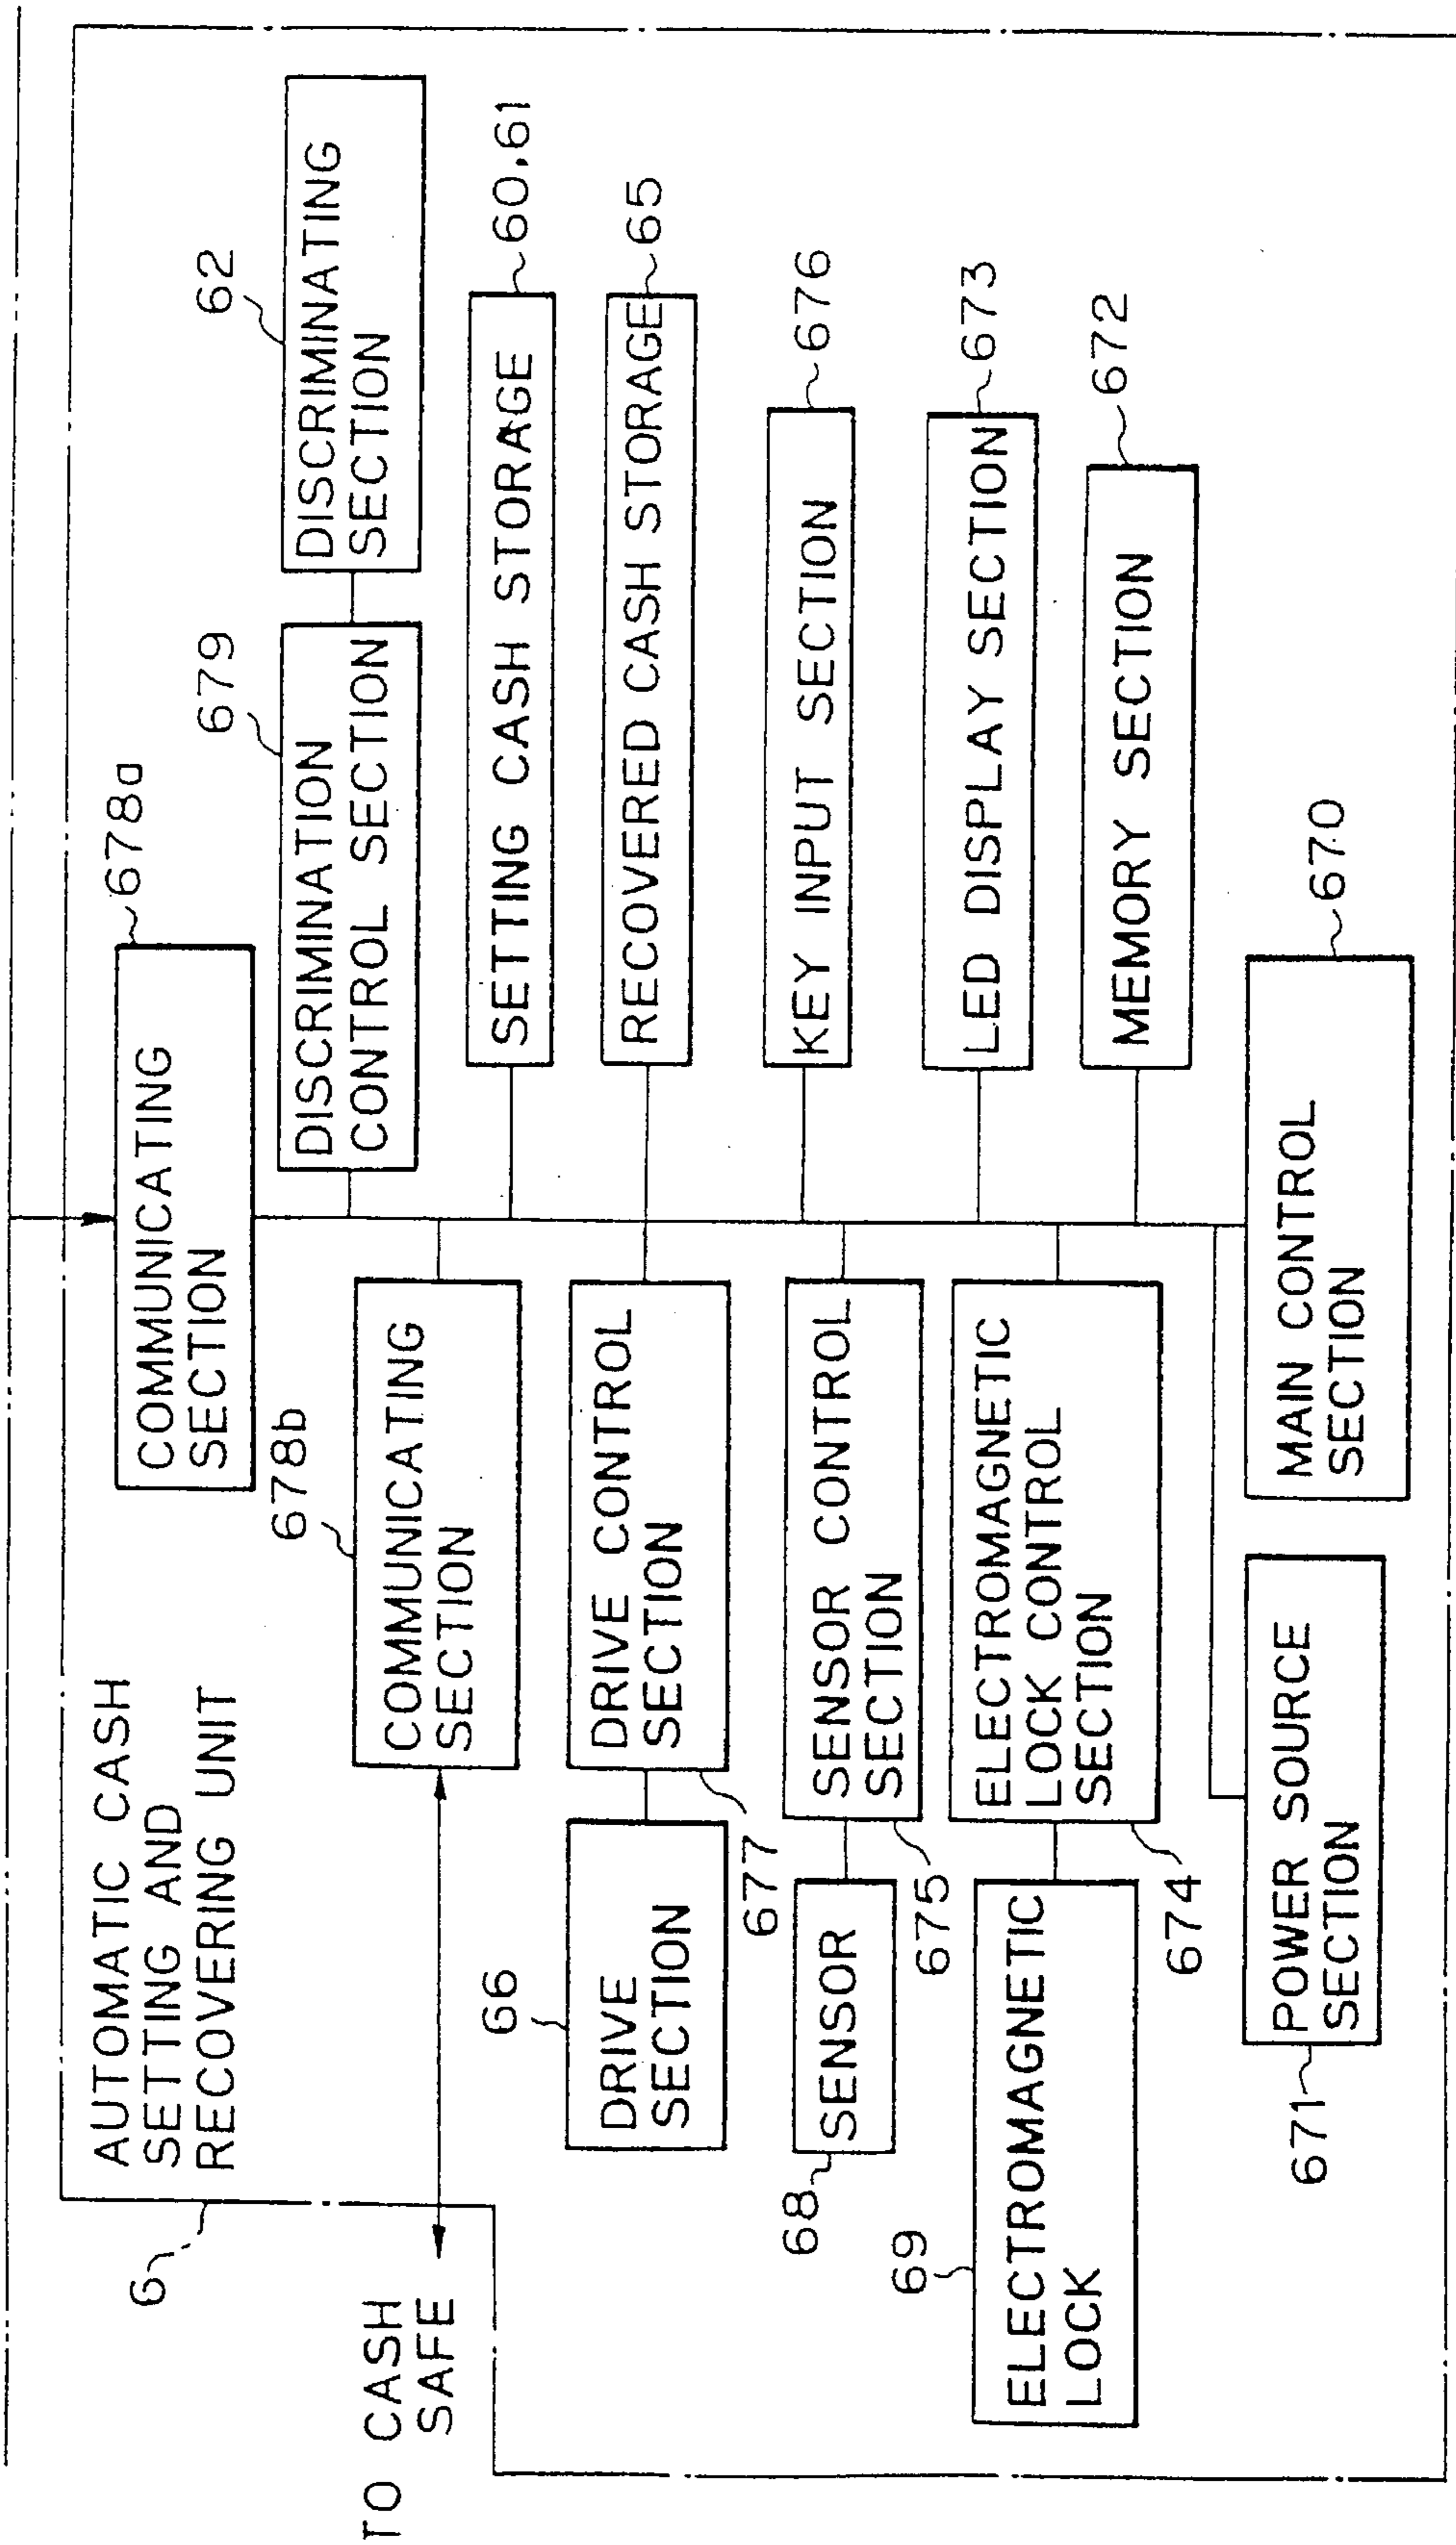 AUTOMATIC CASH
SETTING AND
RECOVERING UNIT
6
TO CASH
SAFE
678a
COMMUNICATING
SECTION
678b
COMMUNICATING
SECTION
679
DISCRIMINATION
CONTROL SECTION
62
DISCRIMINATING
SECTION
SETTING CASH STORAGE
60,61
RECOVERED CASH STORAGE
65
66
DRIVE
SECTION
DRIVE CONTROL
SECTION
677
KEY INPUT SECTION
676
68
SENSOR
SENSOR CONTROL
SECTION
675
LED DISPLAY SECTION
673
69
ELECTROMAGNETIC
LOCK
ELECTROMAGNETIC
LOCK CONTROL
SECTION
674
MEMORY SECTION
672
671
POWER SOURCE
SECTION
MAIN CONTROL
SECTION
670